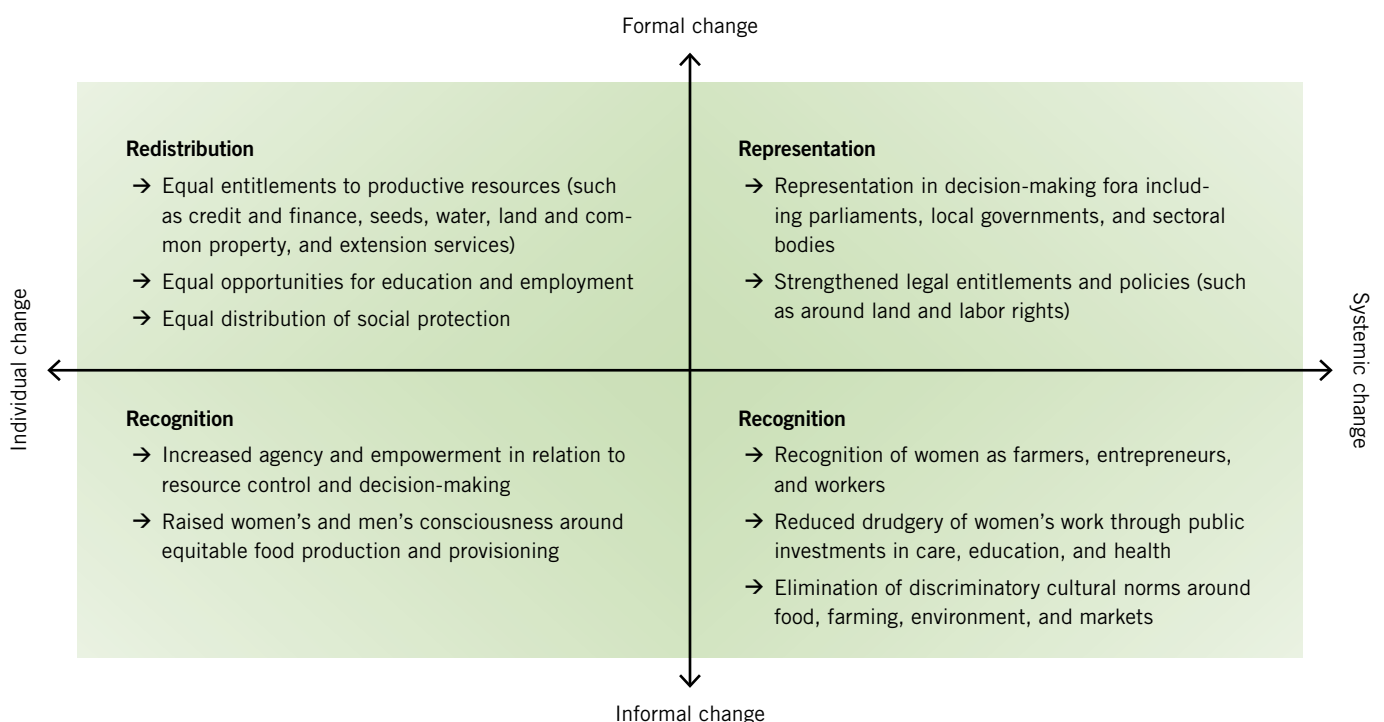 Formal change
Redistribution
→ Equal entitlements to productive resources (such
as credit and finance, seeds, water, land and com-
mon property, and extension services)
→ Equal opportunities for education and employment
→ Equal distribution of social protection
Representation
→ Representation in decision-making fora includ-
ing parliaments, local governments, and sectoral
bodies
→ Strengthened legal entitlements and policies (such
as around land and labor rights)
Individual change
Systemic change
Recognition
→ Increased agency and empowerment in relation to
resource control and decision-making
→ Raised women's and men's consciousness around
equitable food production and provisioning
Recognition
→ Recognition of women as farmers, entrepreneurs,
and workers
→ Reduced drudgery of women's work through public
investments in care, education, and health
→ Elimination of discriminatory cultural norms around
food, farming, environment, and markets
Informal change